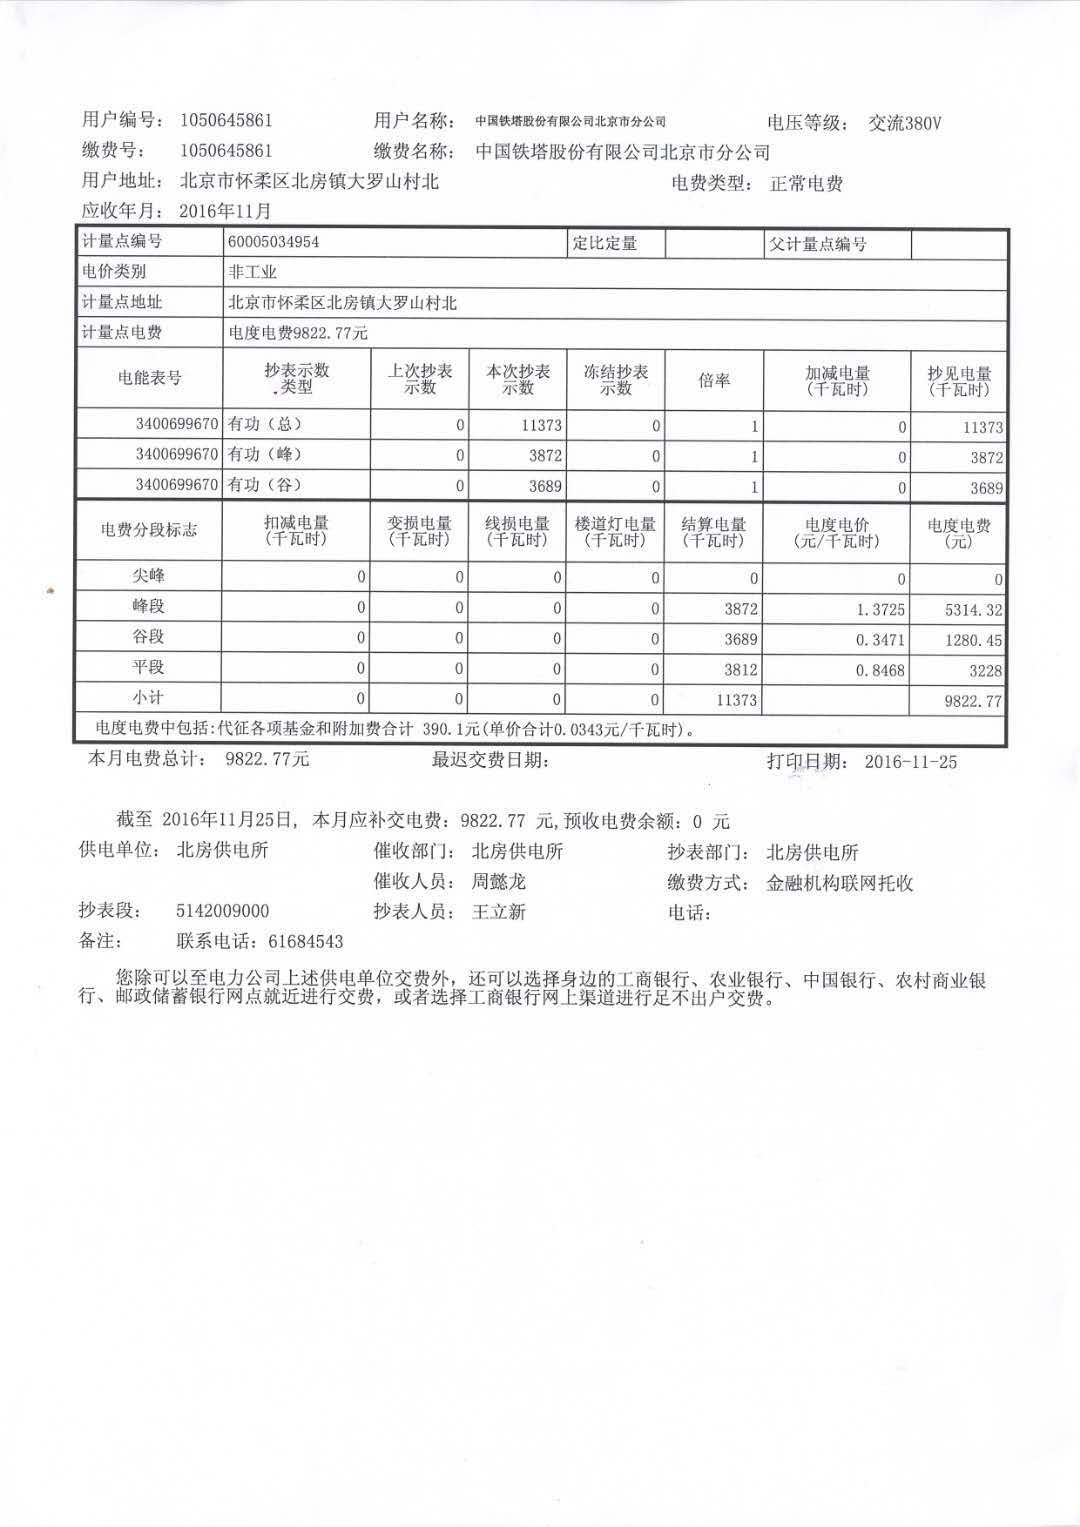 用户编号： 1050645861 用户名称： 中国铁塔股份有限公司北京市分公司 电压等级： 交流380V
缴费号： 1050645861 缴费名称： 中国铁塔股份有限公司北京市分公司
用户地址： 北京市怀柔区北房镇大罗山村北 电费类型： 正常电费
应收年月： 2016年11月
计量点编号 60005034954 定比定量 父计量点编号
电价类别 非工业
计量点地址 北京市怀柔区北房镇大罗山村北
计量点电费 电度电费9822.77元
电能表号 抄表示数类型 上次抄表示数 本次抄表示数 冻结抄表示数 倍率 加减电量(千瓦时) 抄见电量(千瓦时)
3400699670 有功（总） 0 11373 0 1 0 11373
3400699670 有功（峰） 0 3872 0 1 0 3872
3400699670 有功（谷） 0 3689 0 1 0 3689
电费分段标志 扣减电量(千瓦时) 变损电量(千瓦时) 线损电量(千瓦时) 楼道灯电量(千瓦时) 结算电量(千瓦时) 电度电价(元/千瓦时) 电度电费(元)
尖峰 0 0 0 0 0 0 0
峰段 0 0 0 0 3872 1.3725 5314.32
谷段 0 0 0 0 3689 0.3471 1280.45
平段 0 0 0 0 3812 0.8468 3228
小计 0 0 0 0 11373 9822.77
电度电费中包括:代征各项基金和附加费合计 390.1元(单价合计0.0343元/千瓦时)。
本月电费总计： 9822.77元 最迟交费日期： 打印日期： 2016-11-25
截至 2016年11月25日, 本月应补交电费：9822.77 元,预收电费余额：0 元
供电单位： 北房供电所 催收部门： 北房供电所 抄表部门： 北房供电所
催收人员： 周懿龙 缴费方式： 金融机构联网托收
抄表段： 5142009000 抄表人员： 王立新 电话：
备注： 联系电话：61684543
您除可以至电力公司上述供电单位交费外，还可以选择身边的工商银行、农业银行、中国银行、农村商业银
行、邮政储蓄银行网点就近进行交费，或者选择工商银行网上渠道进行足不出户交费。